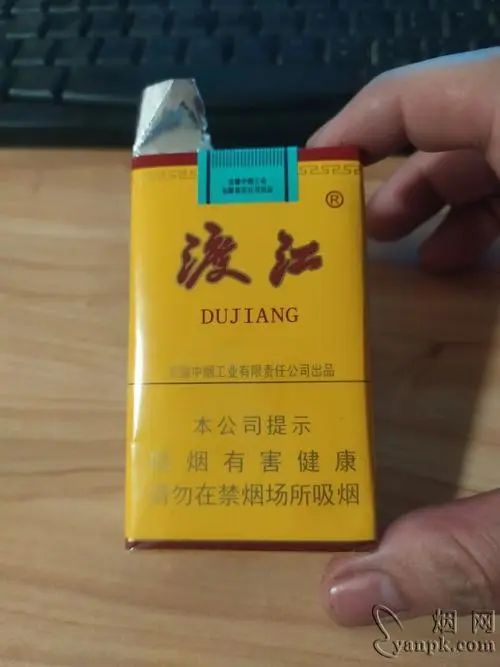 渡江
®
DUJIANG
安徽中烟工业有限责任公司出品
本公司提示
吸烟有害健康
请勿在禁烟场所吸烟
烟网
yanpk.com